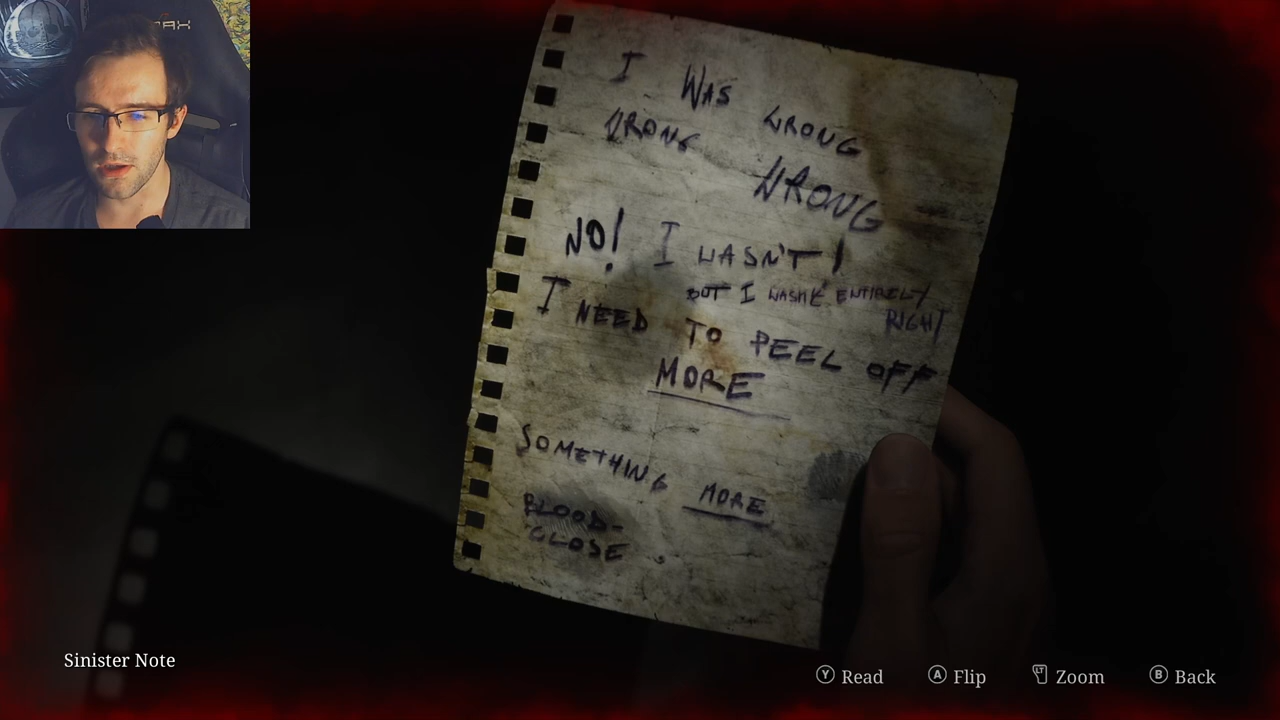 I WAS WRONG
WRONG
WRONG
NO! I WASN'T!
BUT I WASN'T ENTIRELY
RIGHT
I NEED TO PEEL OFF
MORE
SOMETHING MORE
BLOOD-
CLOSE.
Sinister Note
Y Read
A Flip
LT Zoom
B Back